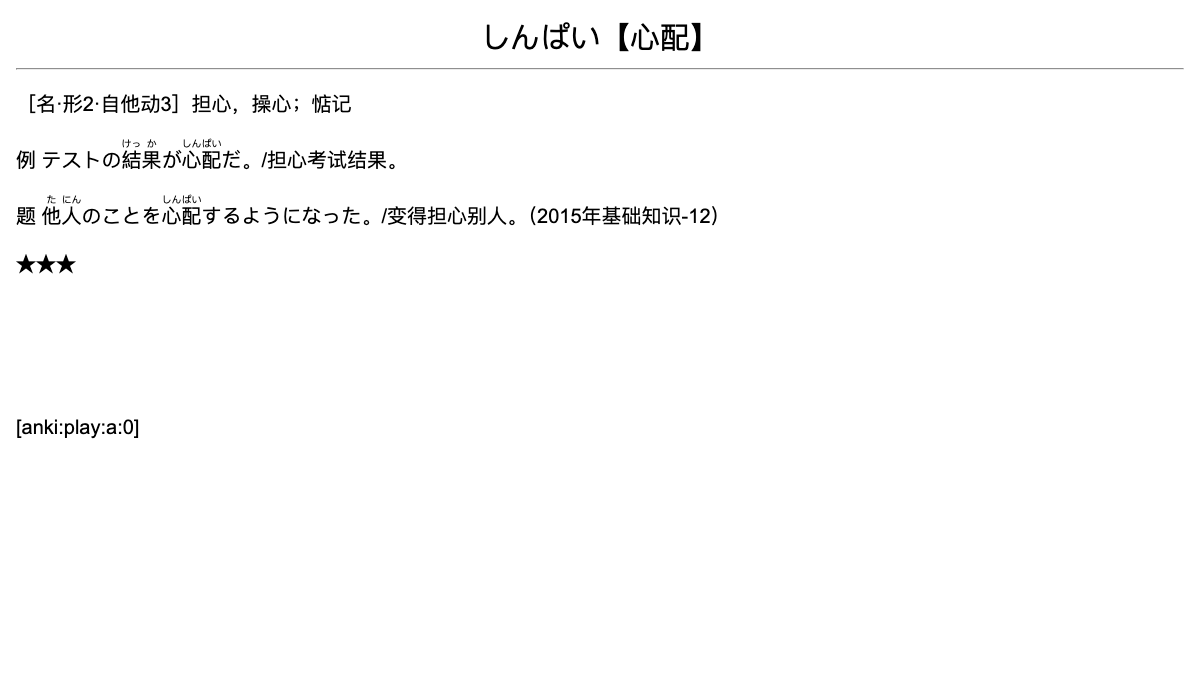 しんぱい【心配】
［名·形2·自他动3］担心，操心；惦记
けっ か しんぱい
例 テストの結果が心配だ。/担心考试结果。
た にん しんぱい
题 他人のことを心配するようになった。/变得担心别人。（2015年基础知识-12）
★★★
[anki:play:a:0]